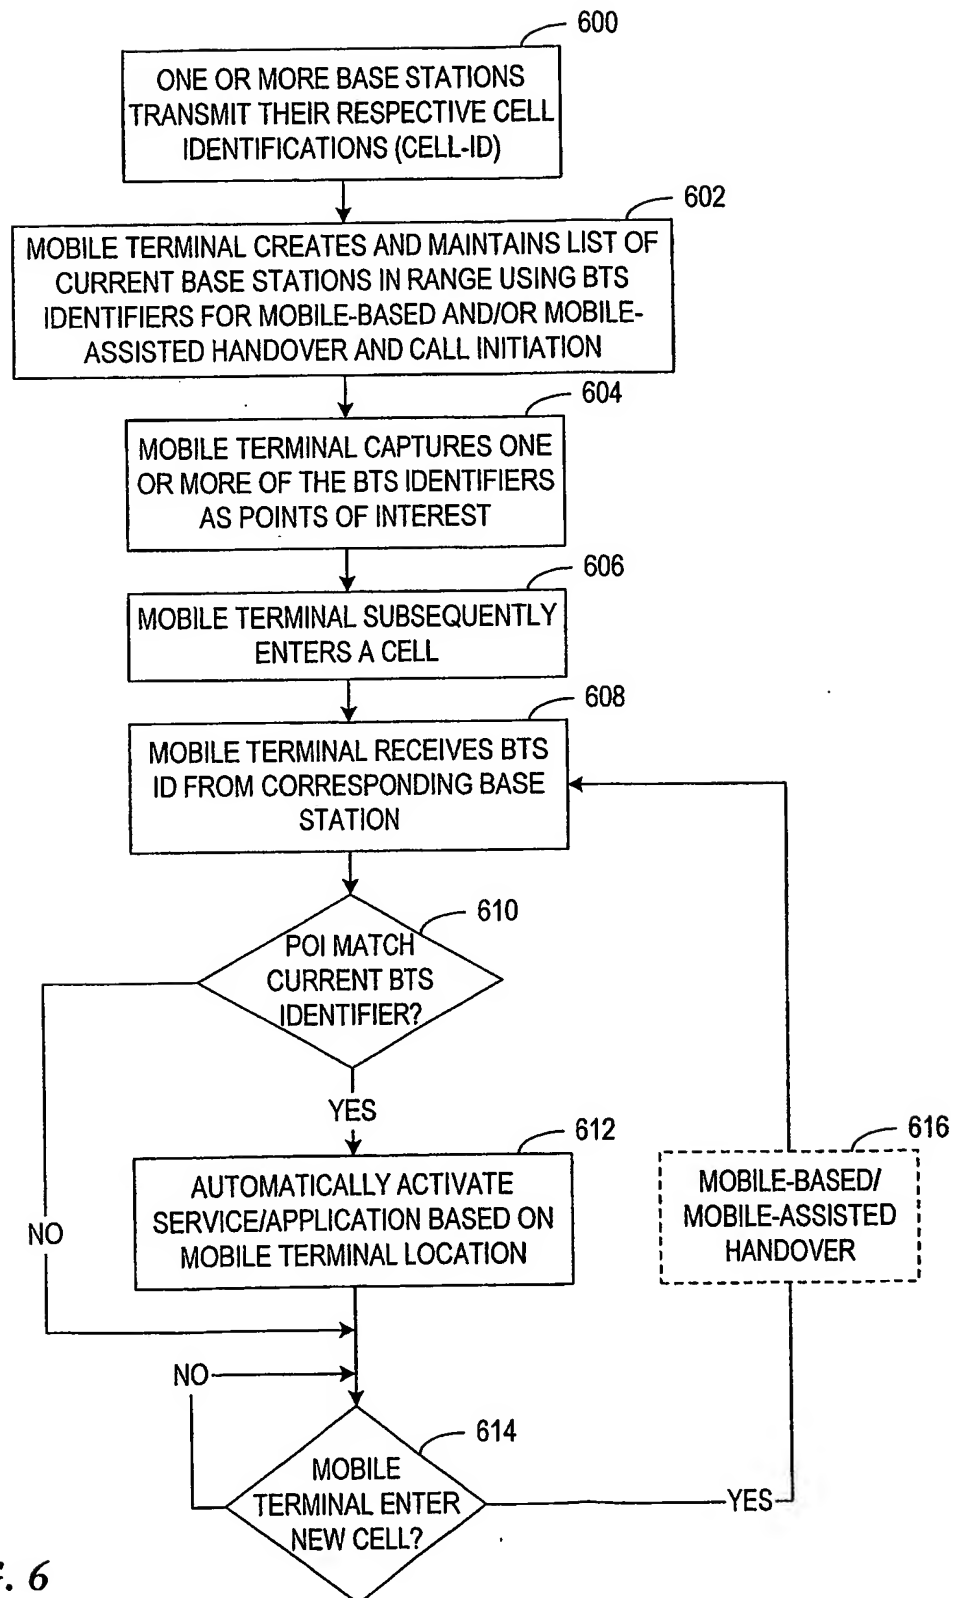 600
ONE OR MORE BASE STATIONS
TRANSMIT THEIR RESPECTIVE CELL
IDENTIFICATIONS (CELL-ID)
602
MOBILE TERMINAL CREATES AND MAINTAINS LIST OF
CURRENT BASE STATIONS IN RANGE USING BTS
IDENTIFIERS FOR MOBILE-BASED AND/OR MOBILE-
ASSISTED HANDOVER AND CALL INITIATION
604
MOBILE TERMINAL CAPTURES ONE
OR MORE OF THE BTS IDENTIFIERS
AS POINTS OF INTEREST
606
MOBILE TERMINAL SUBSEQUENTLY
ENTERS A CELL
608
MOBILE TERMINAL RECEIVES BTS
ID FROM CORRESPONDING BASE
STATION
610
POI MATCH
CURRENT BTS
IDENTIFIER?
YES
612
AUTOMATICALLY ACTIVATE
SERVICE/APPLICATION BASED ON
MOBILE TERMINAL LOCATION
616
MOBILE-BASED/
MOBILE-ASSISTED
HANDOVER
NO
NO
614
MOBILE
TERMINAL ENTER
NEW CELL?
YES
. 6